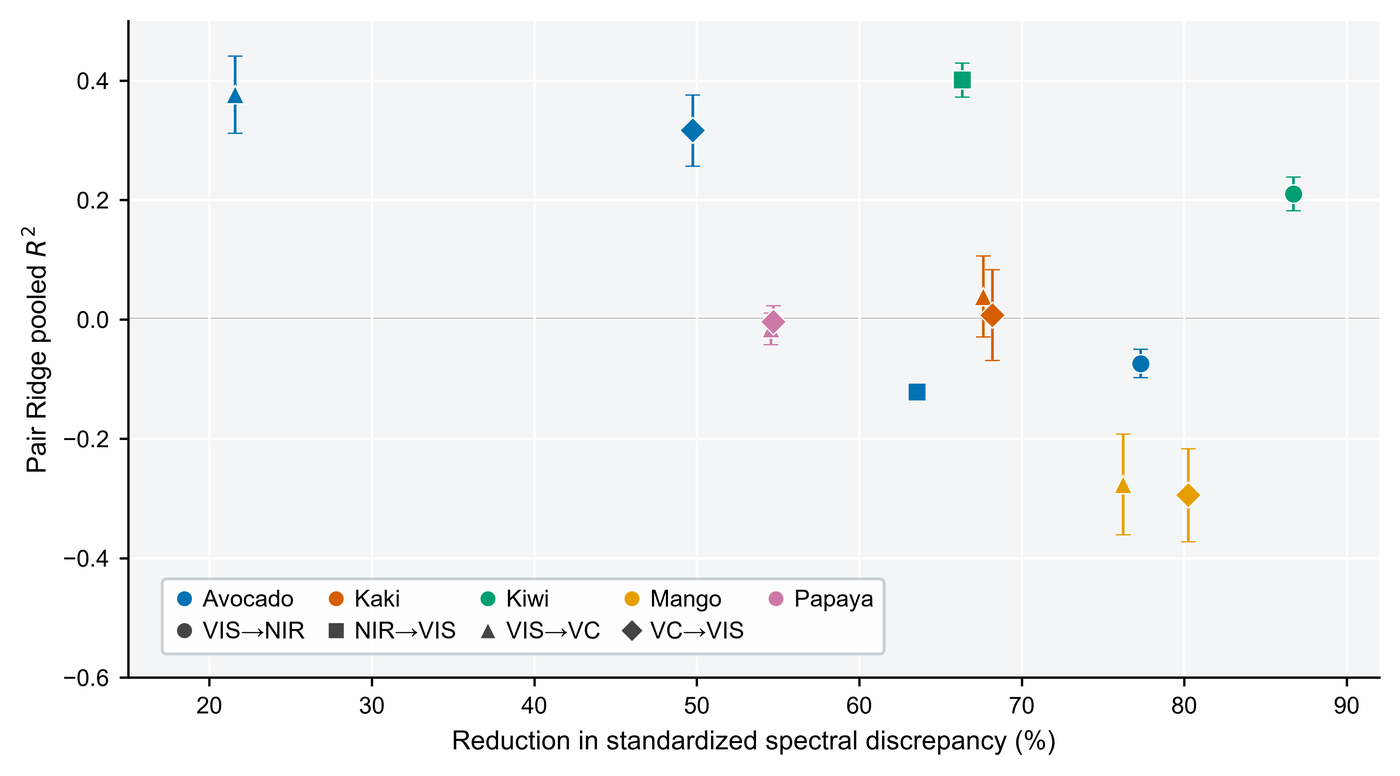 Pair Ridge pooled R²
0.4
0.2
0.0
−0.2
−0.4
−0.6
Avocado Kaki Kiwi Mango Papaya
VIS→NIR NIR→VIS VIS→VC VC→VIS
20 30 40 50 60 70 80 90
Reduction in standardized spectral discrepancy (%)